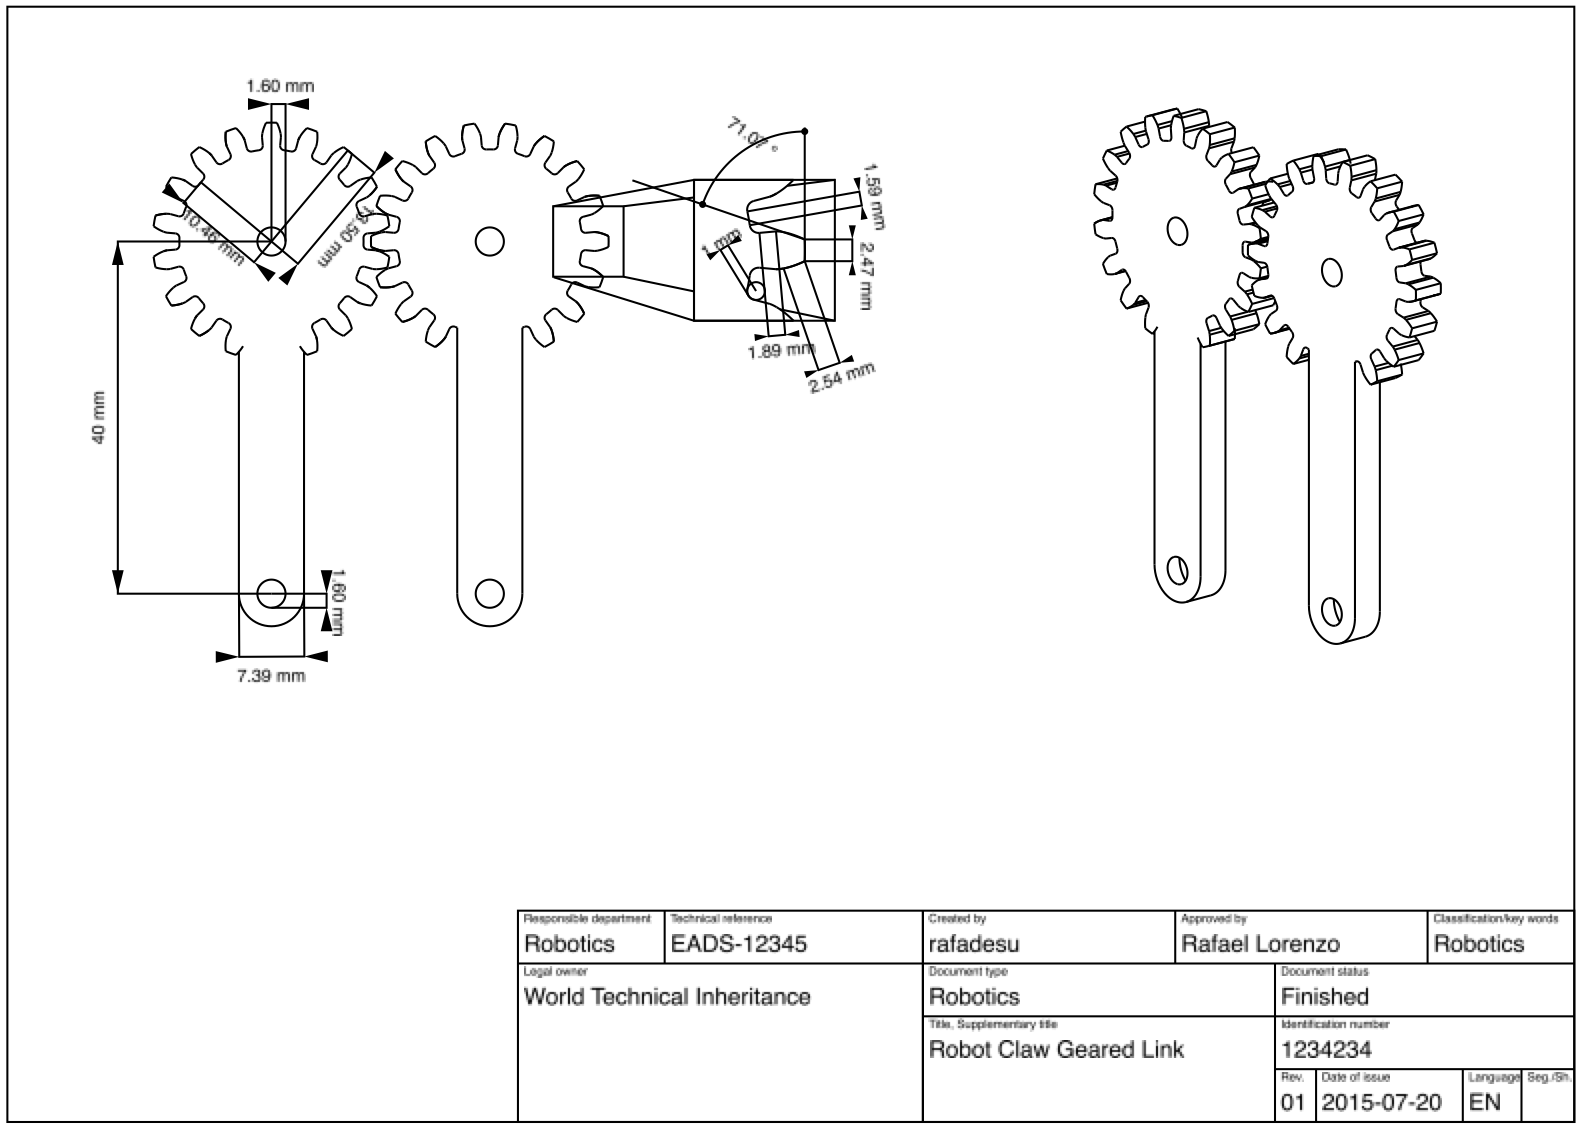 1.60 mm
71.07 °
1.59 mm
10.46 mm
13.50 mm
1 mm
2.47 mm
1.89 mm
2.54 mm
40 mm
1.60 mm
7.39 mm
Responsible department
Technical reference
Created by
Approved by
Classification/key words
Robotics
EADS-12345
rafadesu
Rafael Lorenzo
Robotics
Legal owner
Document type
Document status
World Technical Inheritance
Robotics
Finished
Title, Supplementary title
Identification number
Robot Claw Geared Link
1234234
Rev.
Date of issue
Language
Seg./Sh.
01
2015-07-20
EN